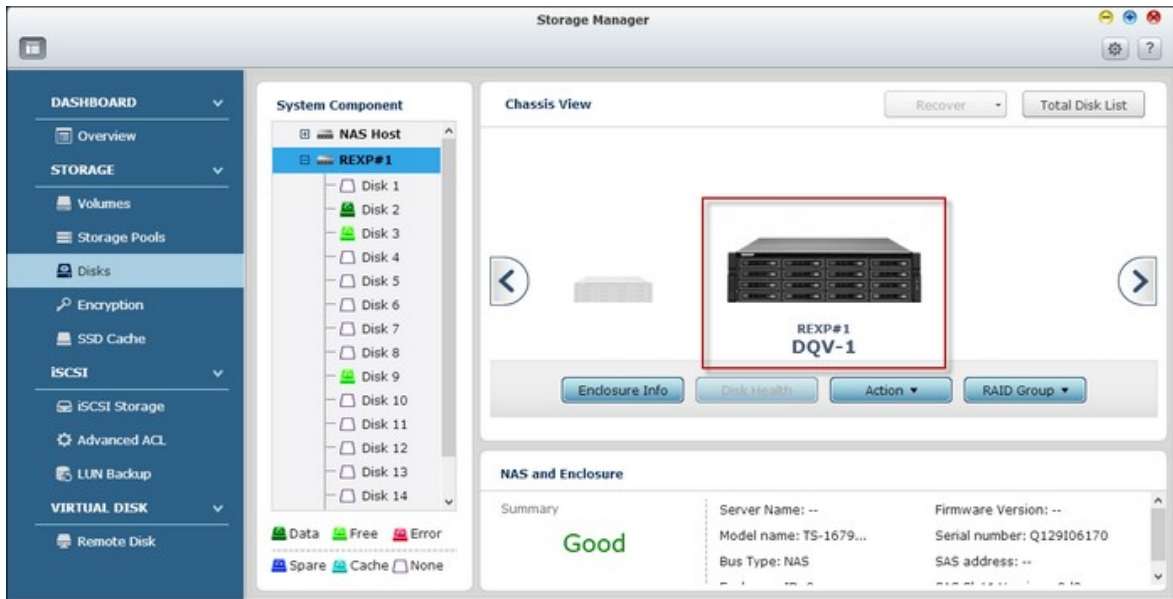 Storage Manager
?
DASHBOARD
Overview
STORAGE
Volumes
Storage Pools
Disks
Encryption
SSD Cache
iSCSI
iSCSI Storage
Advanced ACL
LUN Backup
VIRTUAL DISK
Remote Disk
System Component
NAS Host
REXP#1
Disk 1
Disk 2
Disk 3
Disk 4
Disk 5
Disk 6
Disk 7
Disk 8
Disk 9
Disk 10
Disk 11
Disk 12
Disk 13
Disk 14
Data Free Error
Spare Cache None
Chassis View
Recover
Total Disk List
REXP#1
DQV-1
Enclosure Info
Disk Health
Action
RAID Group
NAS and Enclosure
Summary
Good
Server Name: --
Model name: TS-1679...
Bus Type: NAS
Firmware Version: --
Serial number: Q129I06170
SAS address: --